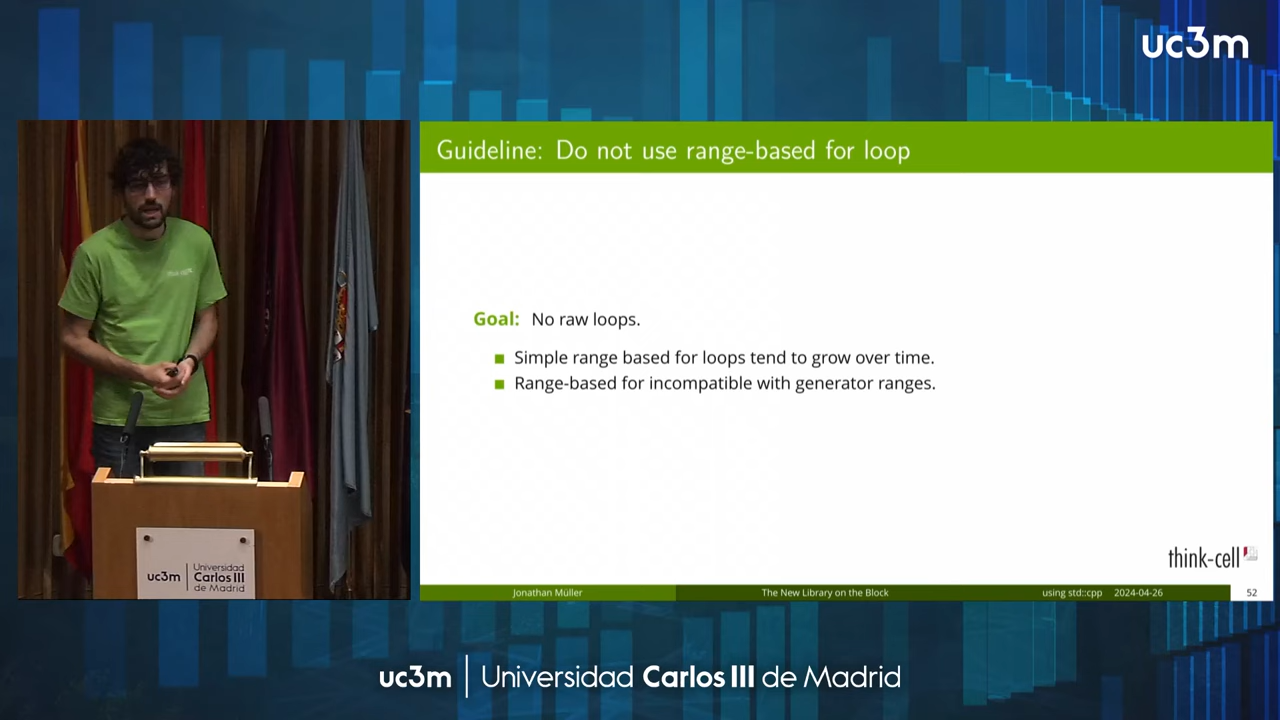 uc3m
Guideline: Do not use range-based for loop
Goal: No raw loops.
Simple range based for loops tend to grow over time.
Range-based for incompatible with generator ranges.
think-cell
Jonathan Müller The New Library on the Block using std::cpp 2024-04-26 52
uc3m Universidad Carlos III de Madrid
uc3m Universidad Carlos III de Madrid